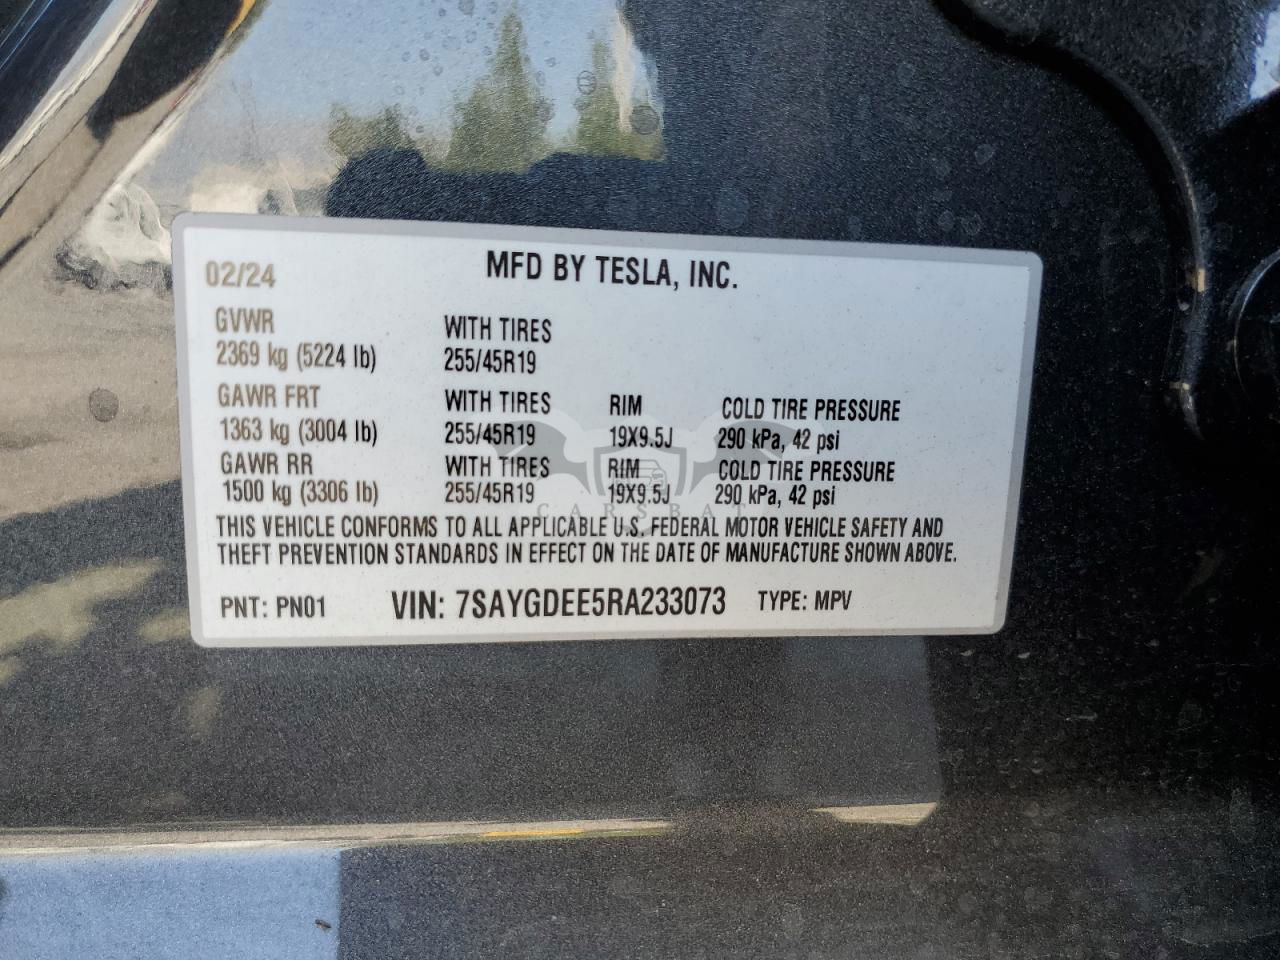 02/24 MFD BY TESLA, INC.
GVWR WITH TIRES
2369 kg (5224 lb) 255/45R19
GAWR FRT WITH TIRES RIM COLD TIRE PRESSURE
1363 kg (3004 lb) 255/45R19 19X9.5J 290 kPa, 42 psi
GAWR RR WITH TIRES RIM COLD TIRE PRESSURE
1500 kg (3306 lb) 255/45R19 19X9.5J 290 kPa, 42 psi
CARSBAT
THIS VEHICLE CONFORMS TO ALL APPLICABLE U.S. FEDERAL MOTOR VEHICLE SAFETY AND
THEFT PREVENTION STANDARDS IN EFFECT ON THE DATE OF MANUFACTURE SHOWN ABOVE.
PNT: PN01 VIN: 7SAYGDEE5RA233073 TYPE: MPV